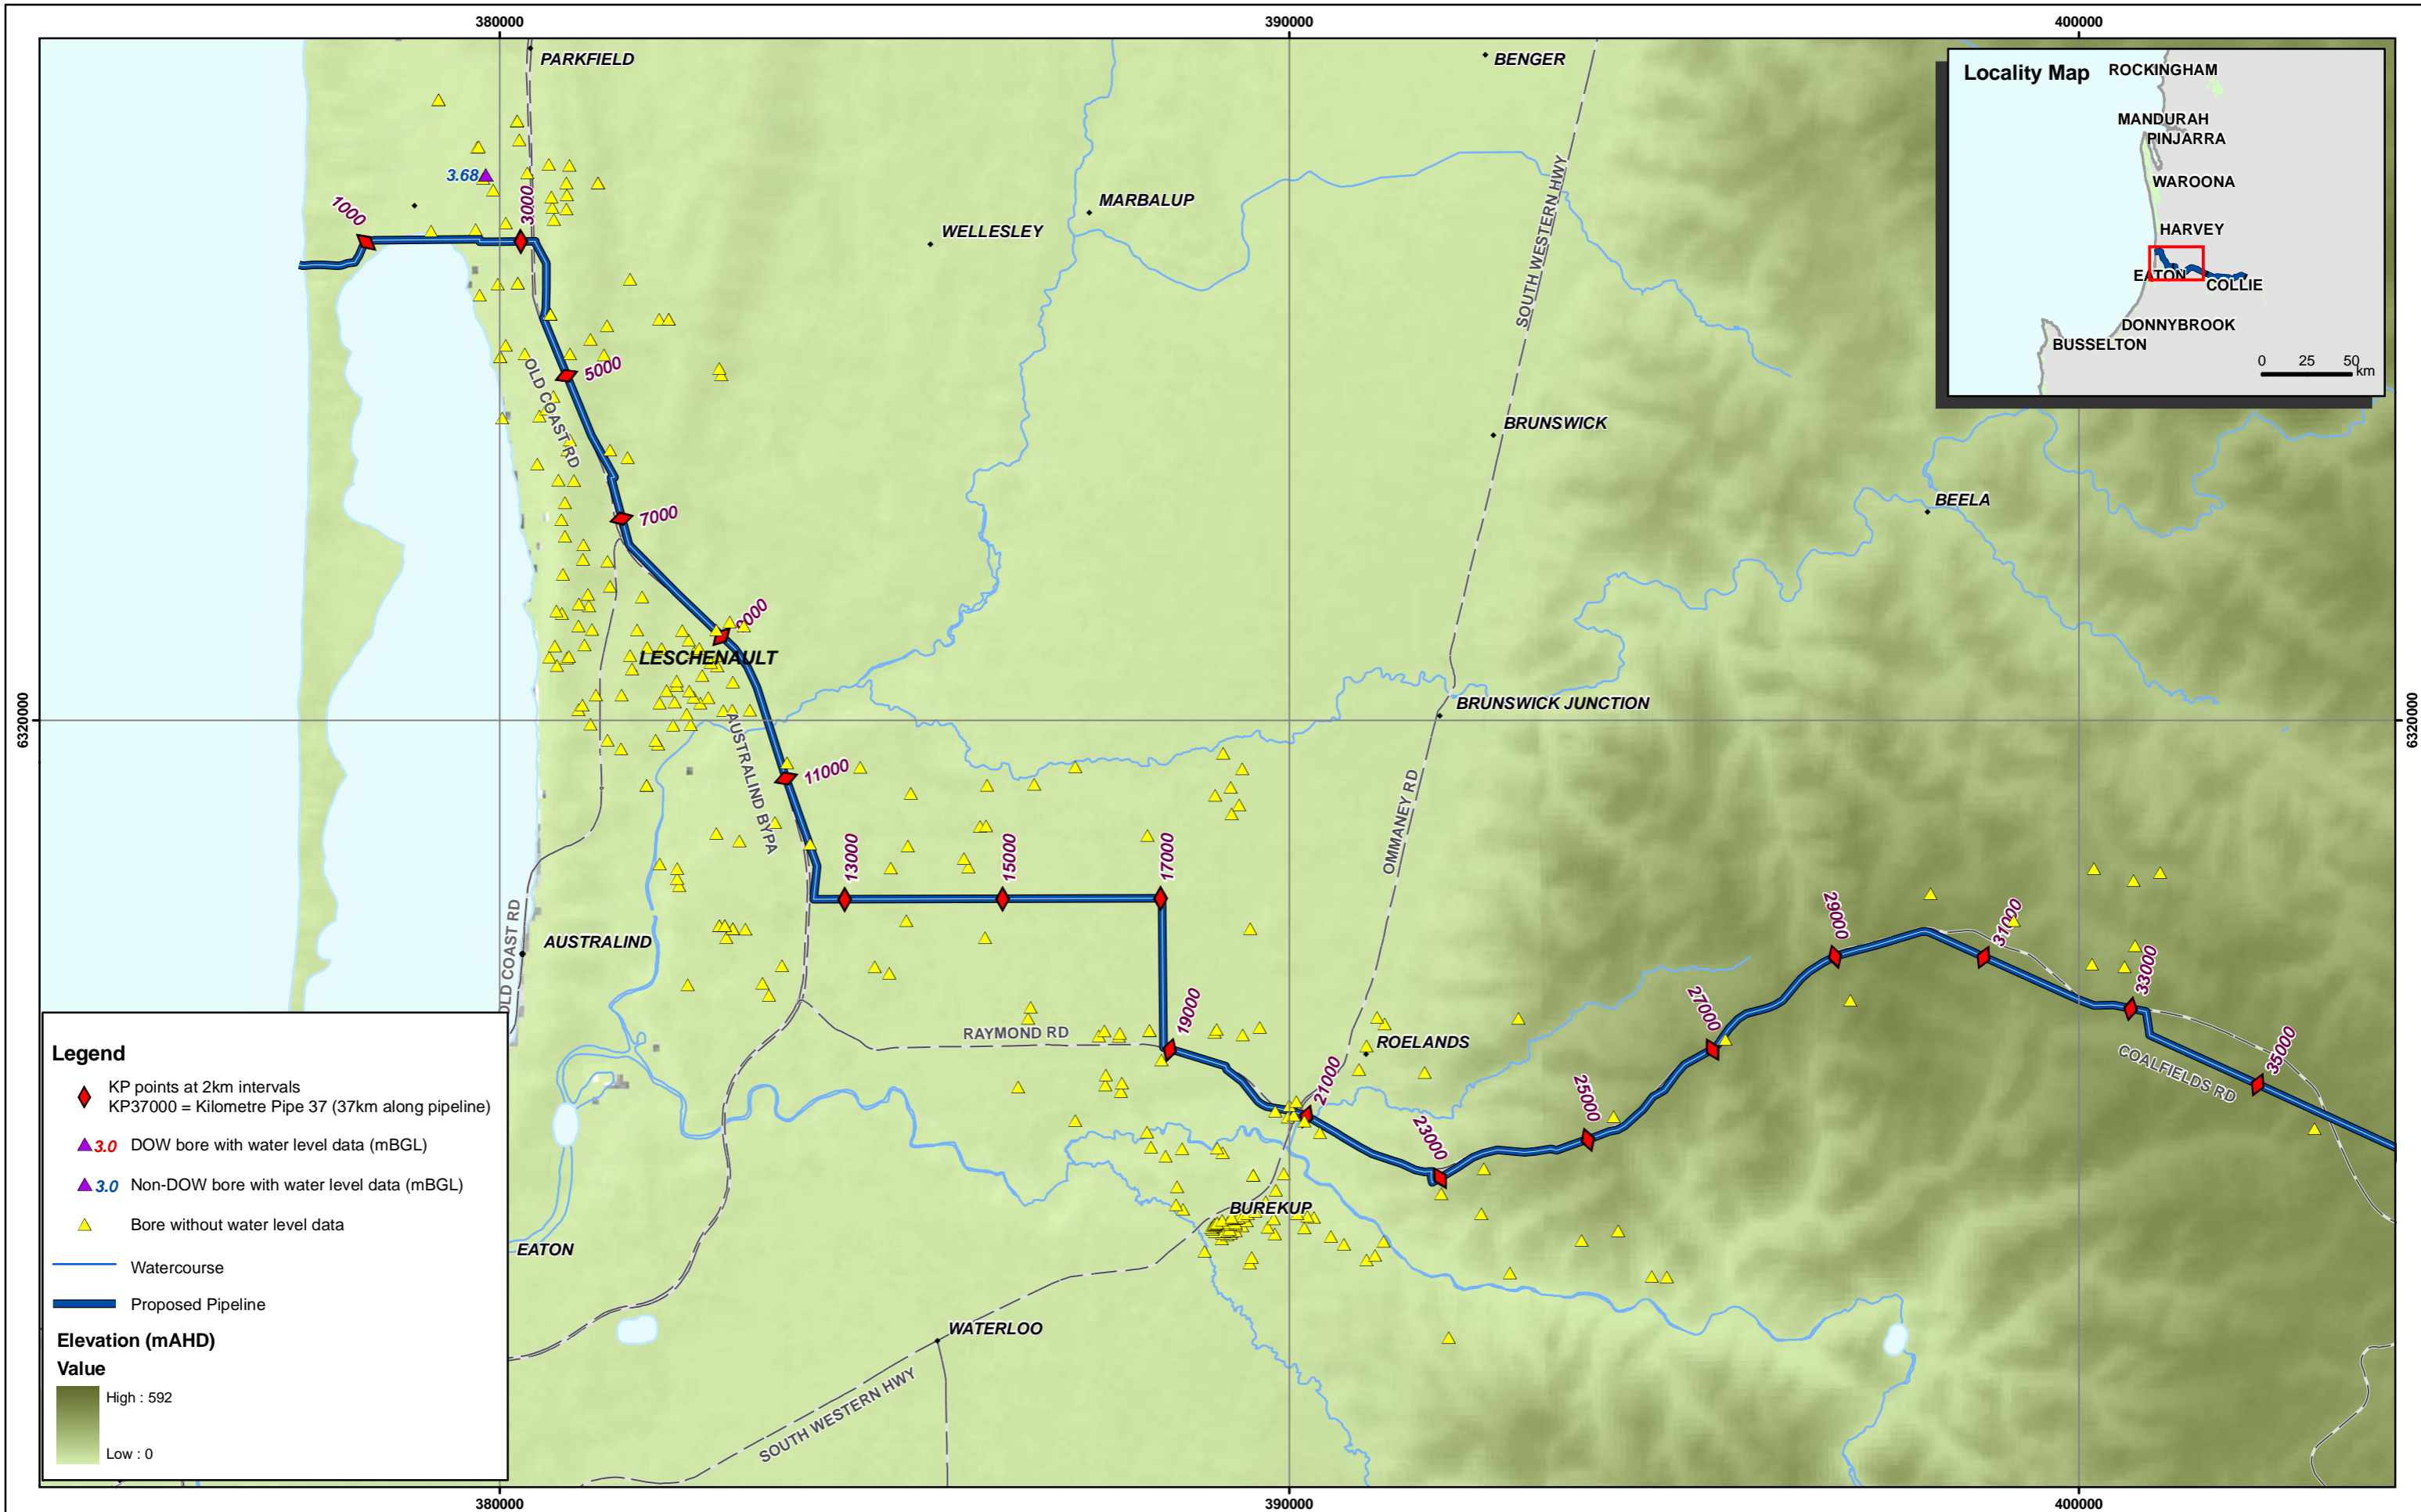 380000
390000
400000
PARKFIELD
BENGER
Locality Map
ROCKINGHAM
MANDURAH
PINJARRA
WAROONA
HARVEY
EATON
COLLIE
DONNYBROOK
BUSSELTON
0 25 50
km
3.68
1000
3000
MARBALUP
WELLESLEY
SOUTH WESTERN HWY
5000
OLD COAST RD
BRUNSWICK
BEELA
7000
LESCHENAULT
6320000
6320000
BRUNSWICK JUNCTION
AUSTRALIND BYPA
11000
OMMANEY RD
13000
15000
17000
29000
31000
33000
OLD COAST RD
AUSTRALIND
19000
27000
RAYMOND RD
ROELANDS
COALFIELDS RD
35000
21000
25000
23000
BUREKUP
EATON
WATERLOO
SOUTH WESTERN HWY
Legend
KP points at 2km intervals
KP37000 = Kilometre Pipe 37 (37km along pipeline)
3.0 DOW bore with water level data (mBGL)
3.0 Non-DOW bore with water level data (mBGL)
Bore without water level data
Watercourse
Proposed Pipeline
Elevation (mAHD)
Value
High : 592
Low : 0
380000
390000
400000